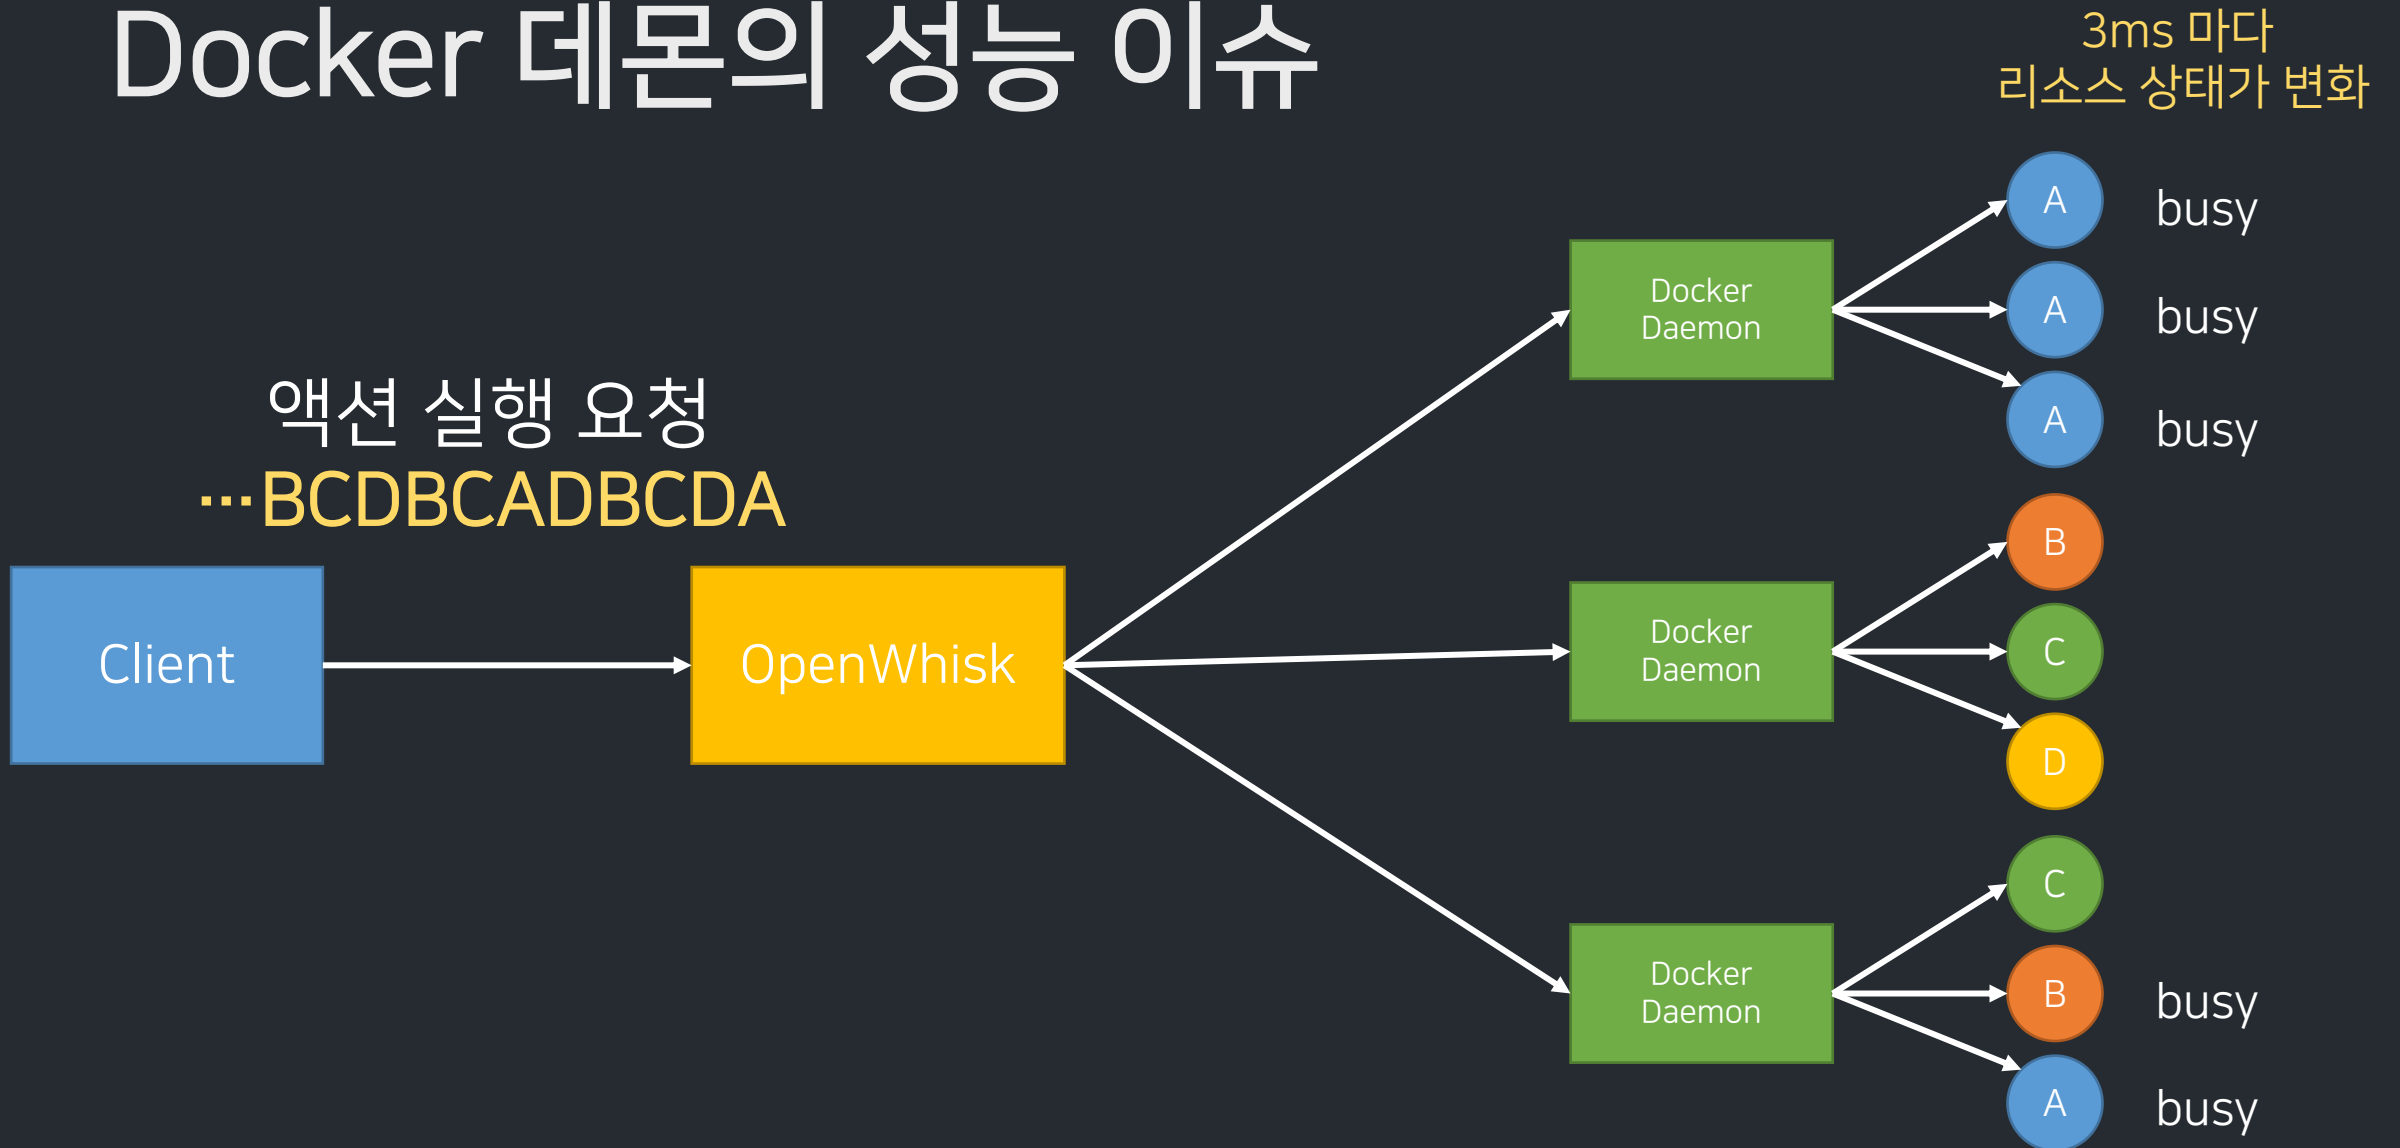 Docker 데몬의 성능 이슈
3ms 마다
리소스 상태가 변화
액션 실행 요청
…BCDBCADBCDA
Client
OpenWhisk
Docker
Daemon
A
busy
A
busy
A
busy
Docker
Daemon
B
C
D
Docker
Daemon
C
B
busy
A
busy